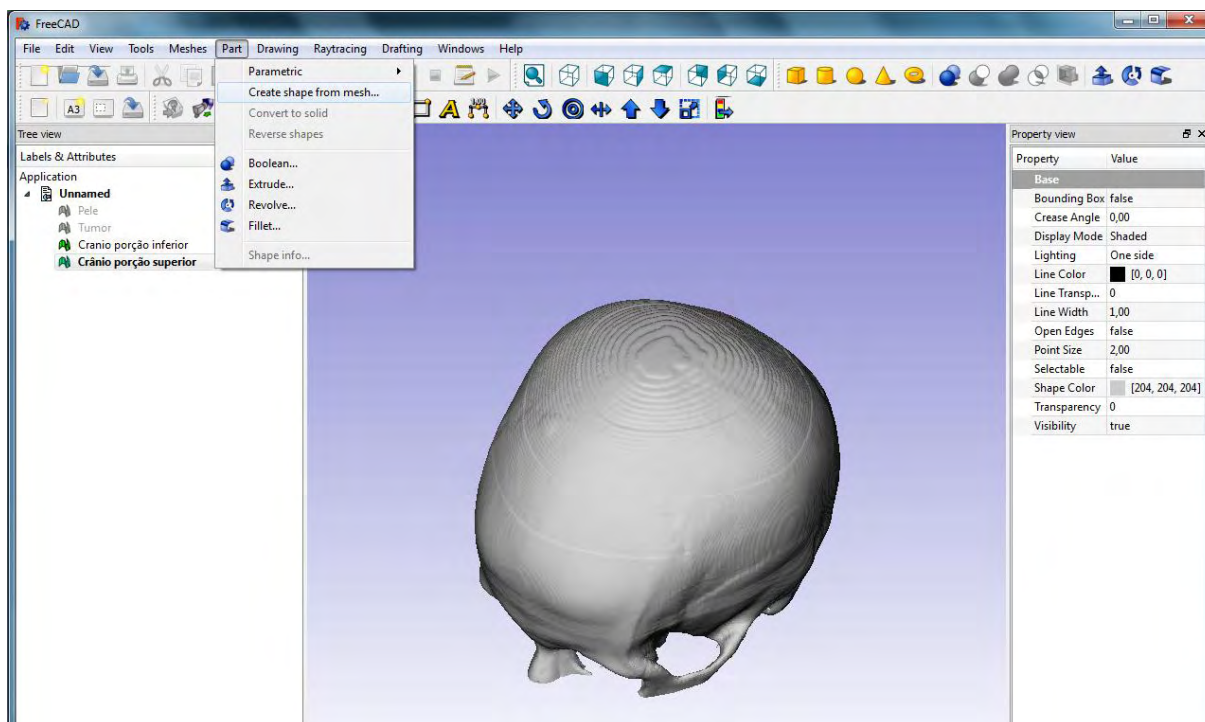 FreeCAD
File Edit View Tools Meshes Part Drawing Raytracing Drafting Windows Help
Parametric
Create shape from mesh...
Convert to solid
Reverse shapes
Boolean...
Extrude...
Revolve...
Fillet...
Shape info...
A3
A
Tree view
Labels & Attributes
Application
Unnamed
Pele
Tumor
Cranio porção inferior
Crânio porção superior
Property view
Property Value
Base
Bounding Box false
Crease Angle 0,00
Display Mode Shaded
Lighting One side
Line Color [0, 0, 0]
Line Transp... 0
Line Width 1,00
Open Edges false
Point Size 2,00
Selectable false
Shape Color [204, 204, 204]
Transparency 0
Visibility true